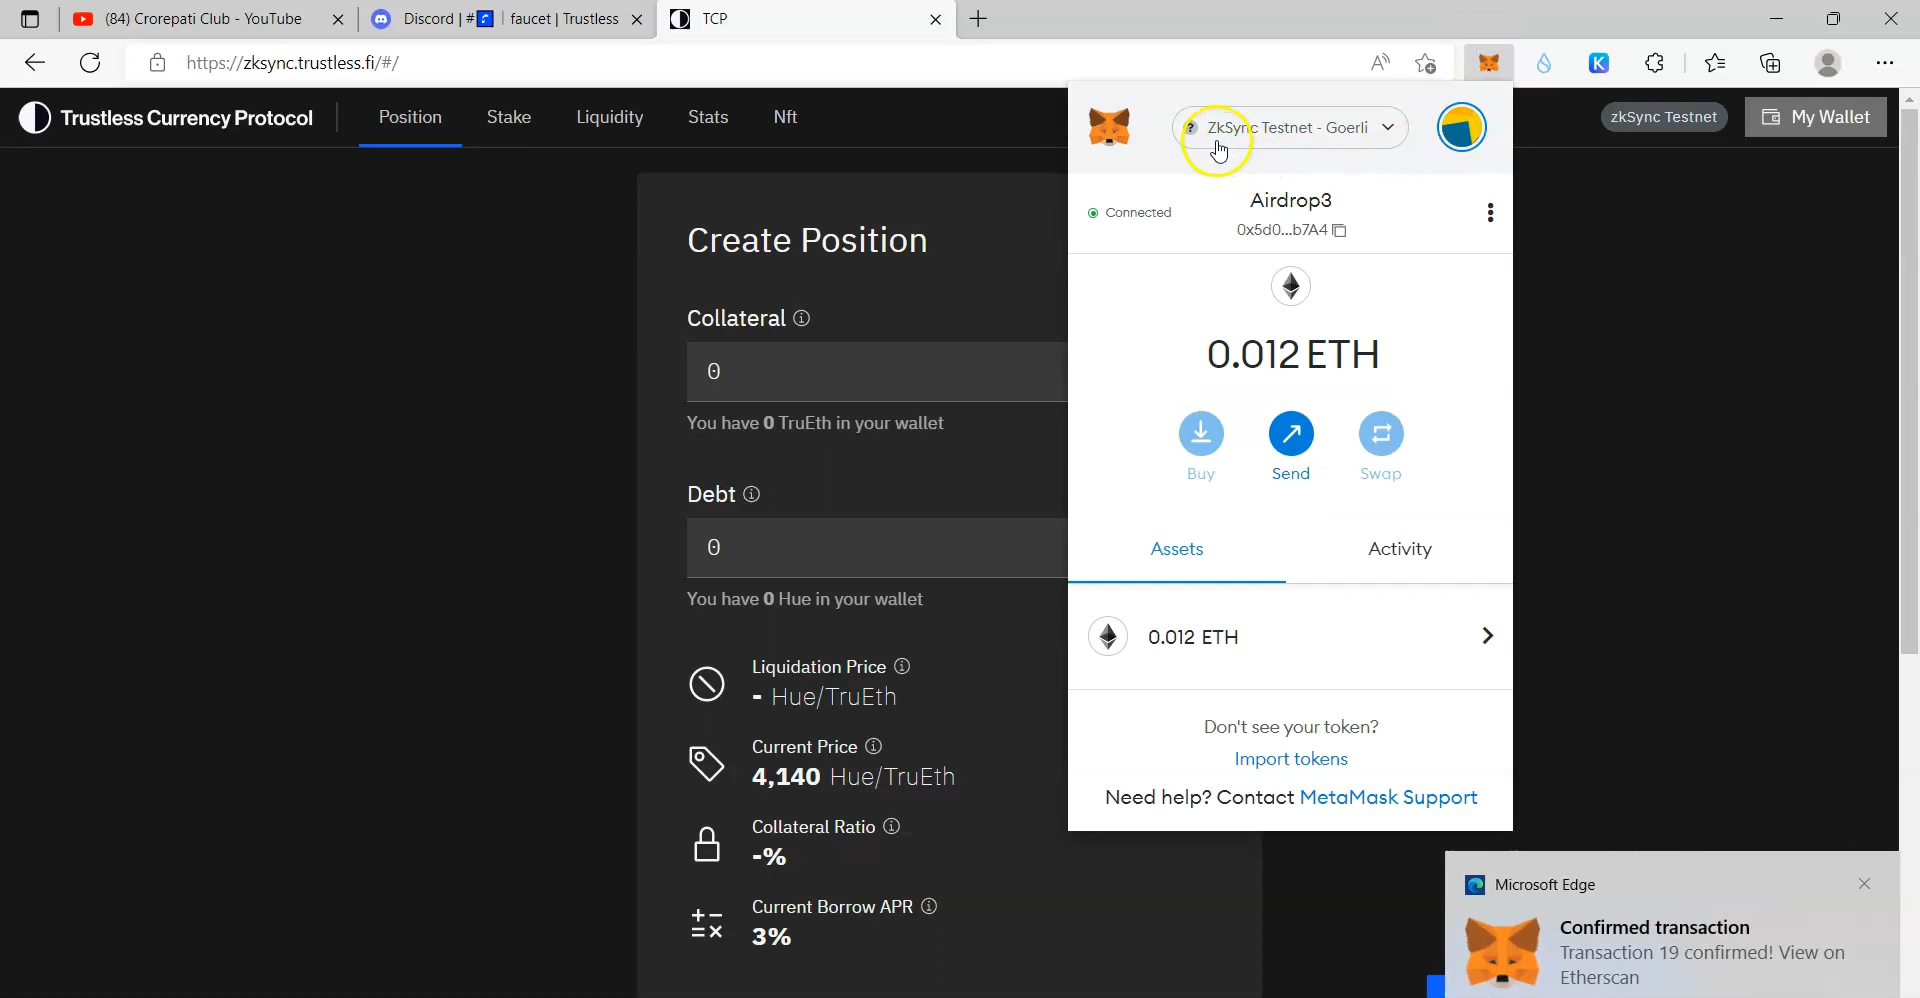 (84) Crorepati Club - YouTube
Discord | # | faucet | Trustless
TCP
https://zksync.trustless.fi/#/
Trustless Currency Protocol
Position
Stake
Liquidity
Stats
Nft
zkSync Testnet
My Wallet
Create Position
Collateral
0
You have 0 TruEth in your wallet
Debt
0
You have 0 Hue in your wallet
Liquidation Price
- Hue/TruEth
Current Price
4,140 Hue/TruEth
Collateral Ratio
-%
Current Borrow APR
3%
? ZkSync Testnet - Goerli
Connected
Airdrop3
0x5d0...b7A4
0.012 ETH
Buy
Send
Swap
Assets
Activity
0.012 ETH
Don't see your token?
Import tokens
Need help? Contact MetaMask Support
Microsoft Edge
Confirmed transaction
Transaction 19 confirmed! View on
Etherscan